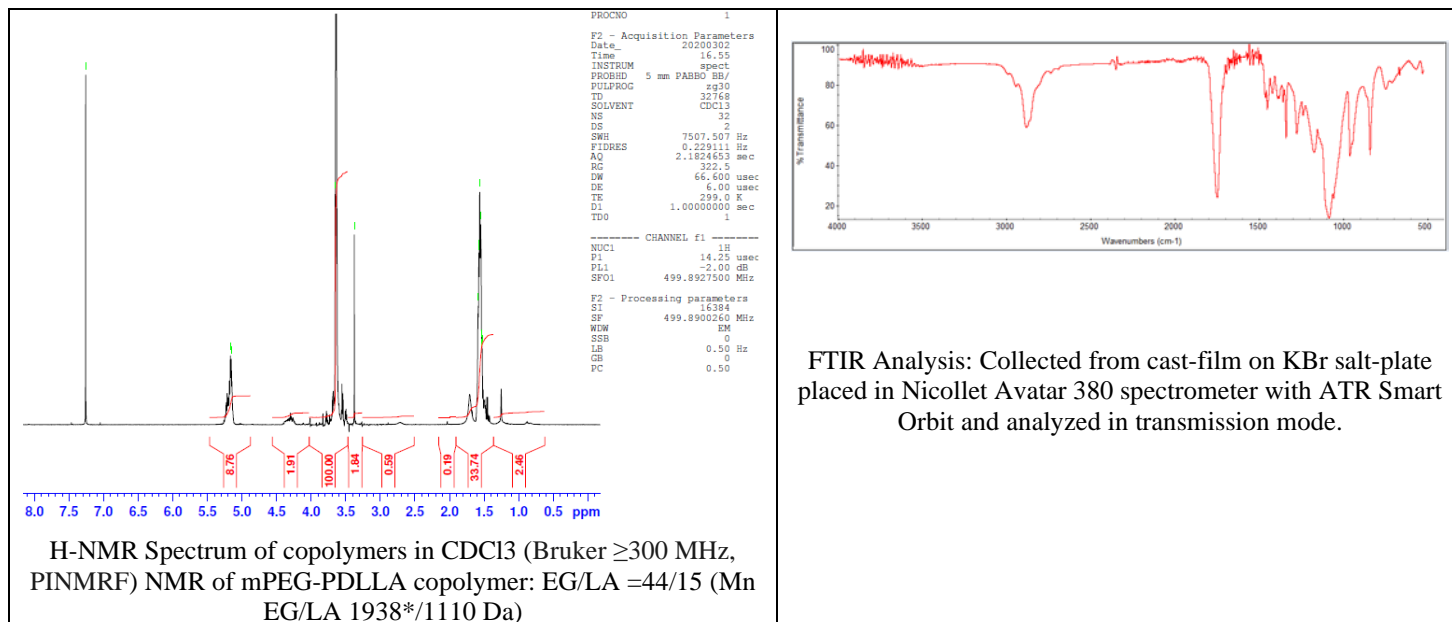 PROCNO 1
F2 - Acquisition Parameters
Date_ 20200302
Time 16.55
INSTRUM spect
PROBHD 5 mm PABBO BB/
PULPROG zg30
TD 32768
SOLVENT CDCl3
NS 32
DS 2
SWH 7507.507 Hz
FIDRES 0.229111 Hz
AQ 2.1824653 sec
RG 322.5
DW 66.600 usec
DE 6.00 usec
TE 299.0 K
D1 1.00000000 sec
TD0 1
======== CHANNEL f1 ========
NUC1 1H
P1 14.25 usec
PL1 -2.00 dB
SFO1 499.8927500 MHz
F2 - Processing parameters
SI 16384
SF 499.8900260 MHz
WDW EM
SSB 0
LB 0.50 Hz
GB 0
PC 0.50
8.76 1.91 100.00 1.84 0.59 0.19 33.74 2.46
8.0 7.5 7.0 6.5 6.0 5.5 5.0 4.5 4.0 3.5 3.0 2.5 2.0 1.5 1.0 0.5 ppm
H-NMR Spectrum of copolymers in CDCl3 (Bruker ≥300 MHz,
PINMRF) NMR of mPEG-PDLLA copolymer: EG/LA =44/15 (Mn
EG/LA 1938*/1110 Da)
100
80
60
40
20
%Transmittance
4000 3500 3000 2500 2000 1500 1000 500
Wavenumbers (cm-1)
FTIR Analysis: Collected from cast-film on KBr salt-plate
placed in Nicollet Avatar 380 spectrometer with ATR Smart
Orbit and analyzed in transmission mode.